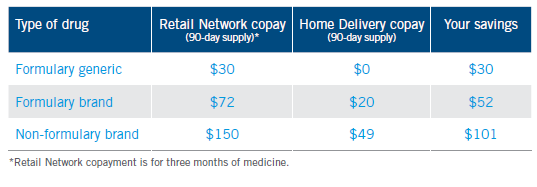 Type of drug Retail Network copay Home Delivery copay Your savings
(90-day supply)* (90-day supply)
Formulary generic $30 $0 $30
Formulary brand $72 $20 $52
Non-formulary brand $150 $49 $101
*Retail Network copayment is for three months of medicine.